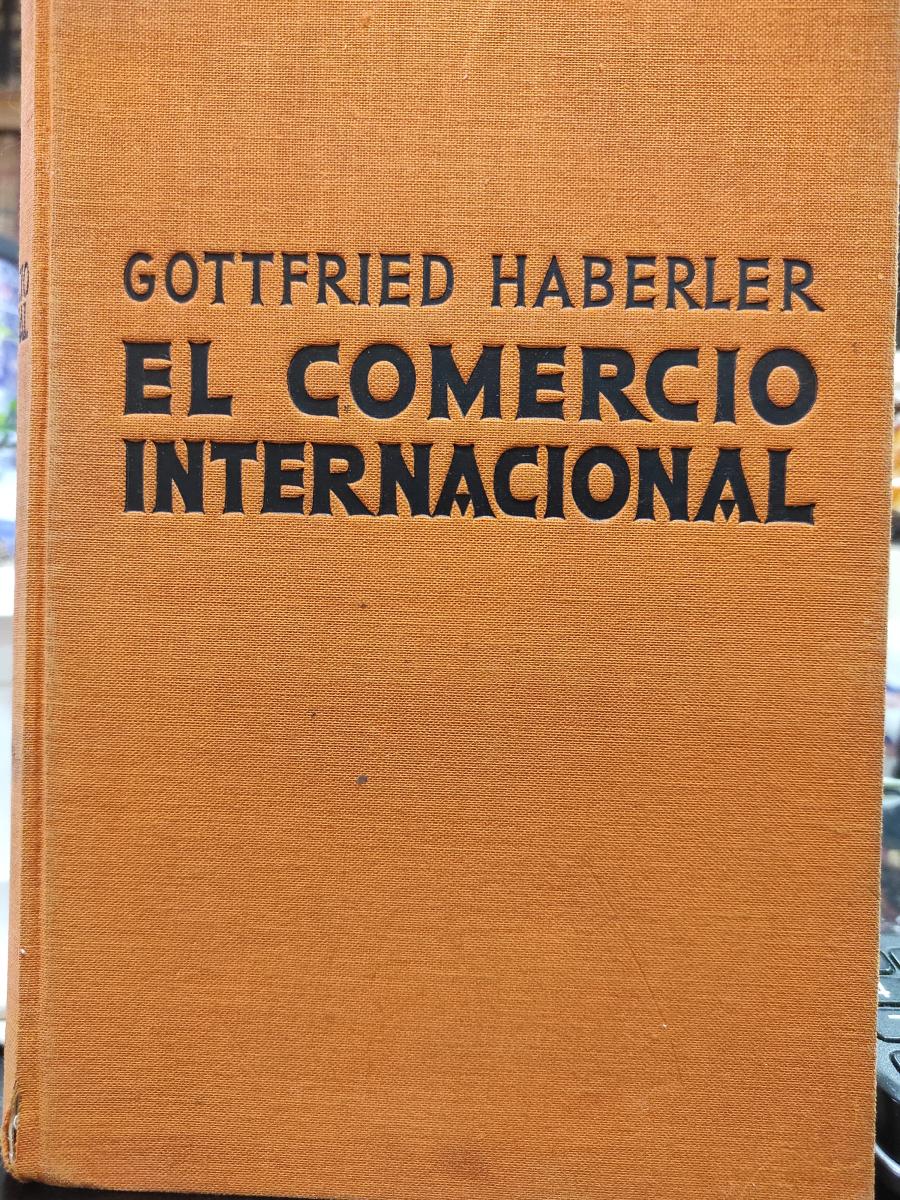 GOTTFRIED HABERLER
EL COMERCIO
INTERNACIONAL